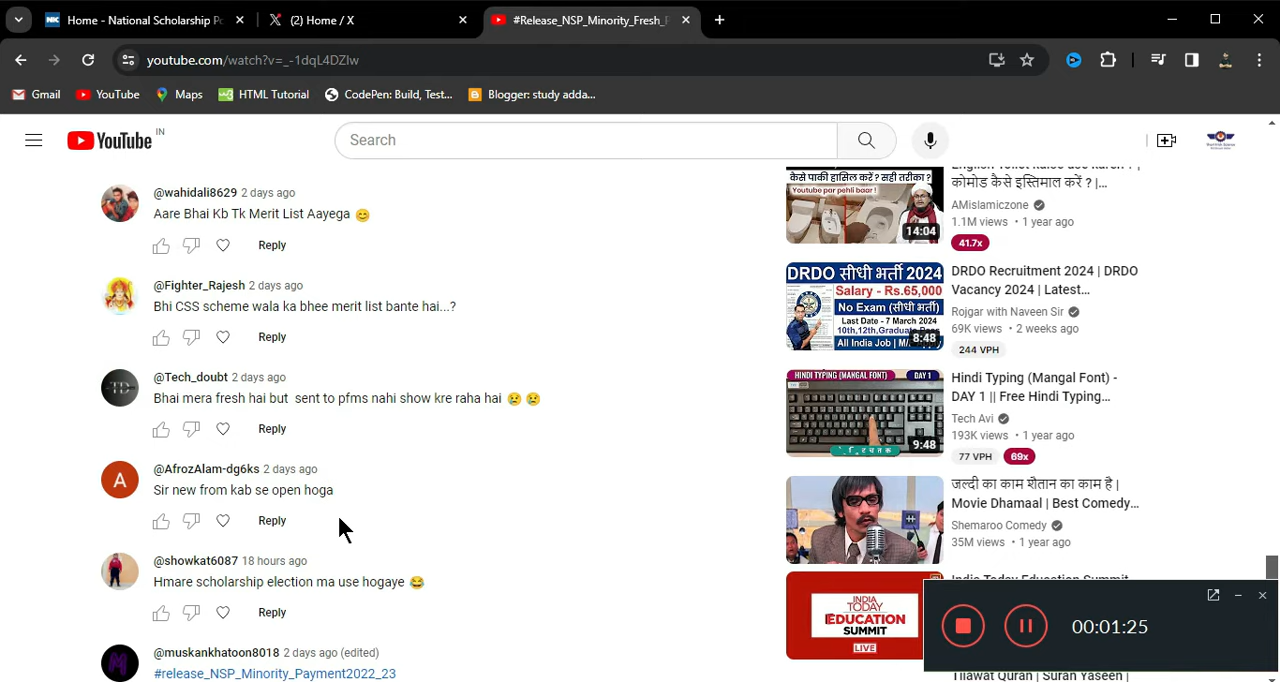 Home - National Scholarship Po
(2) Home / X
#Release_NSP_Minority_Fresh_P
youtube.com/watch?v=_-1dqL4DZIw
Gmail
YouTube
Maps
HTML Tutorial
CodePen: Build, Test...
Blogger: study adda...
YouTube IN
Search
@wahidali8629 2 days ago
Aare Bhai Kb Tk Merit List Aayega 😊
Reply
@Fighter_Rajesh 2 days ago
Bhi CSS scheme wala ka bhee merit list bante hai...?
Reply
@Tech_doubt 2 days ago
Bhai mera fresh hai but sent to pfms nahi show kre raha hai 😢 😢
Reply
@AfrozAlam-dg6ks 2 days ago
Sir new from kab se open hoga
Reply
@showkat6087 18 hours ago
Hmare scholarship election ma use hogaye 😂
Reply
@muskankhatoon8018 2 days ago (edited)
#release_NSP_Minority_Payment2022_23
कैसे पाकी हासिल करें ? सही तरीका ?
Youtube par pehli baar !
14:04
English Toilet Kaise use karen ? |
कोमोड कैसे इस्तिमाल करें ? |...
AMislamiczone
1.1M views • 1 year ago
41.7x
DRDO सीधी भर्ती 2024
Salary - Rs.65,000
No Exam (सीधी भर्ती)
Last Date - 7 March 2024
10th,12th,Graduate Pass
All India Job | M/F
8:48
DRDO Recruitment 2024 | DRDO
Vacancy 2024 | Latest...
Rojgar with Naveen Sir
69K views • 2 weeks ago
244 VPH
HINDI TYPING (MANGAL FONT)
DAY 1
9:48
Hindi Typing (Mangal Font) -
DAY 1 || Free Hindi Typing...
Tech Avi
193K views • 1 year ago
77 VPH
69x
जल्दी का काम शैतान का काम है |
Movie Dhamaal | Best Comedy...
Shemaroo Comedy
35M views • 1 year ago
INDIA
TODAY
EDUCATION
SUMMIT
LIVE
India Today Education Summit
00:01:25
Tilawat Quran | Surah Yaseen |